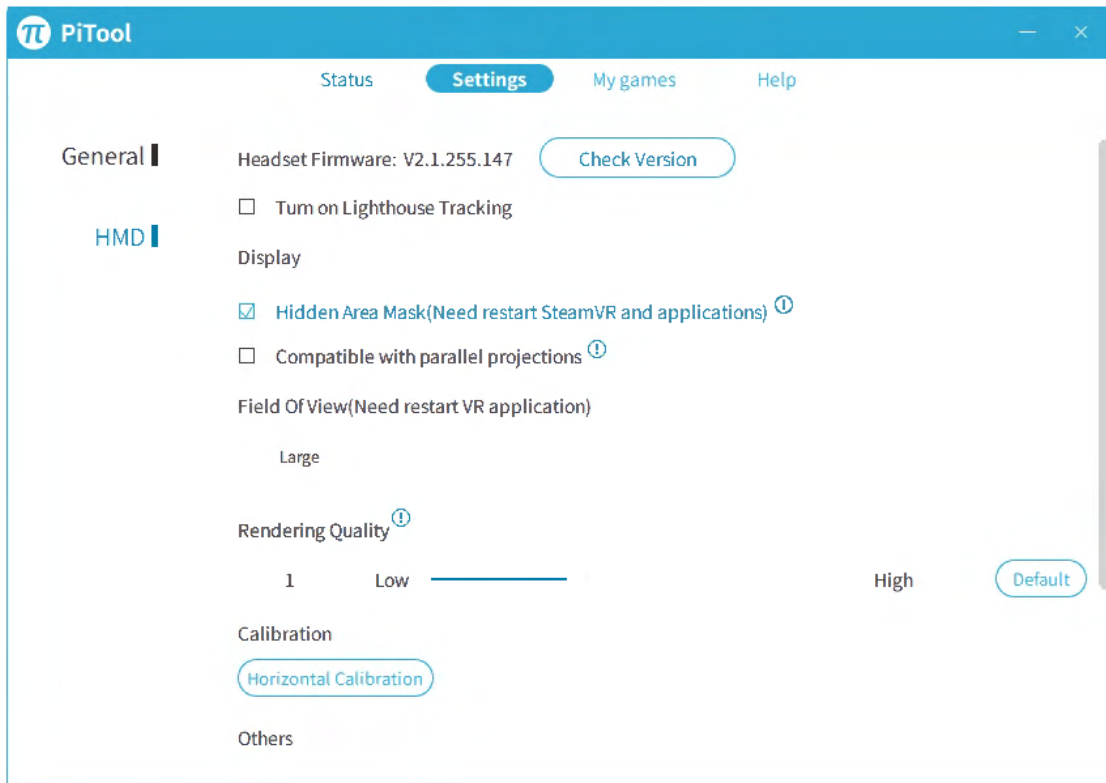 π PiTool
Status Settings My games Help
General
Headset Firmware: V2.1.255.147 Check Version
Turn on Lighthouse Tracking
HMD
Display
Hidden Area Mask(Need restart SteamVR and applications)
Compatible with parallel projections
Field Of View(Need restart VR application)
Large
Rendering Quality
1 Low High Default
Calibration
Horizontal Calibration
Others